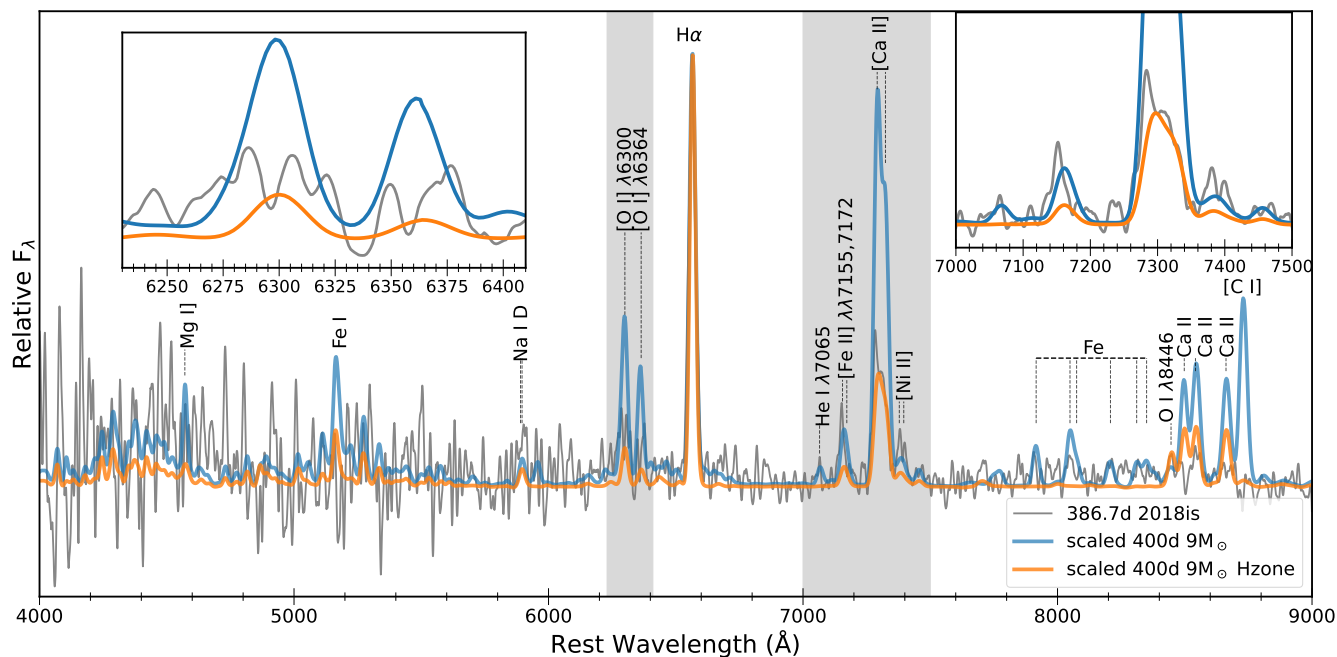 Hα
[Ca II]
[O I] λ6300
[O I] λ6364
6250 6275 6300 6325 6350 6375 6400
7000 7100 7200 7300 7400 7500
[C I]
Mg I]
Fe I
Na I D
He I λ7065
[Fe II] λλ7155,7172
[Ni II]
Fe
O I λ8446
Ca II
Ca II
Ca II
386.7d 2018is
scaled 400d 9M⊙
scaled 400d 9M⊙ Hzone
Relative Fλ
4000 5000 6000 7000 8000 9000
Rest Wavelength (Å)